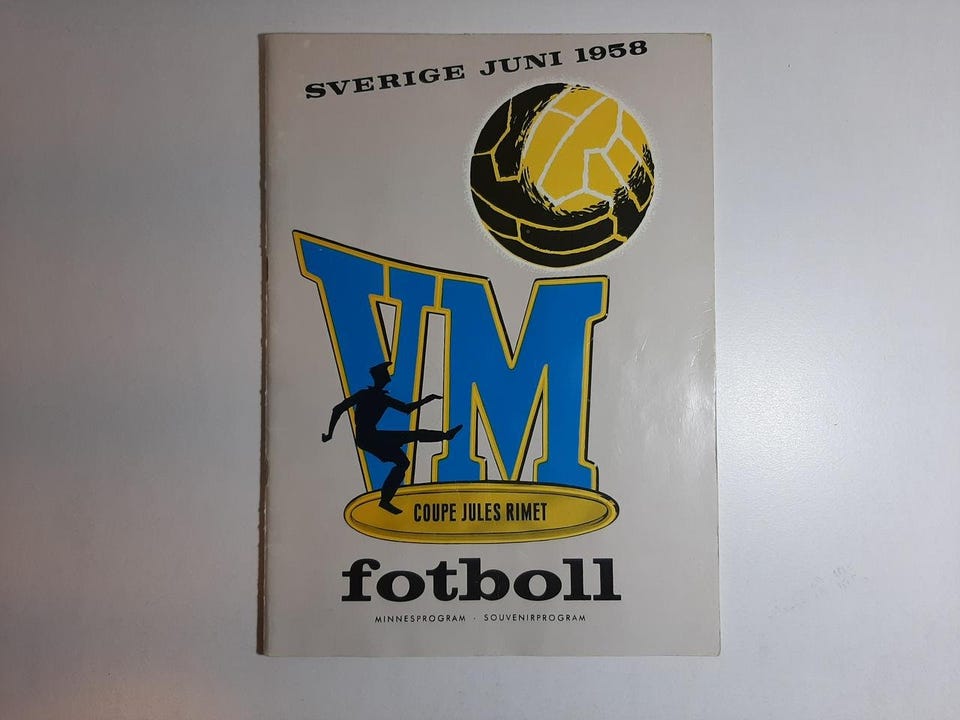 SVERIGE JUNI 1958
VM
COUPE JULES RIMET
fotboll
MINNESPROGRAM · SOUVENIRPROGRAM